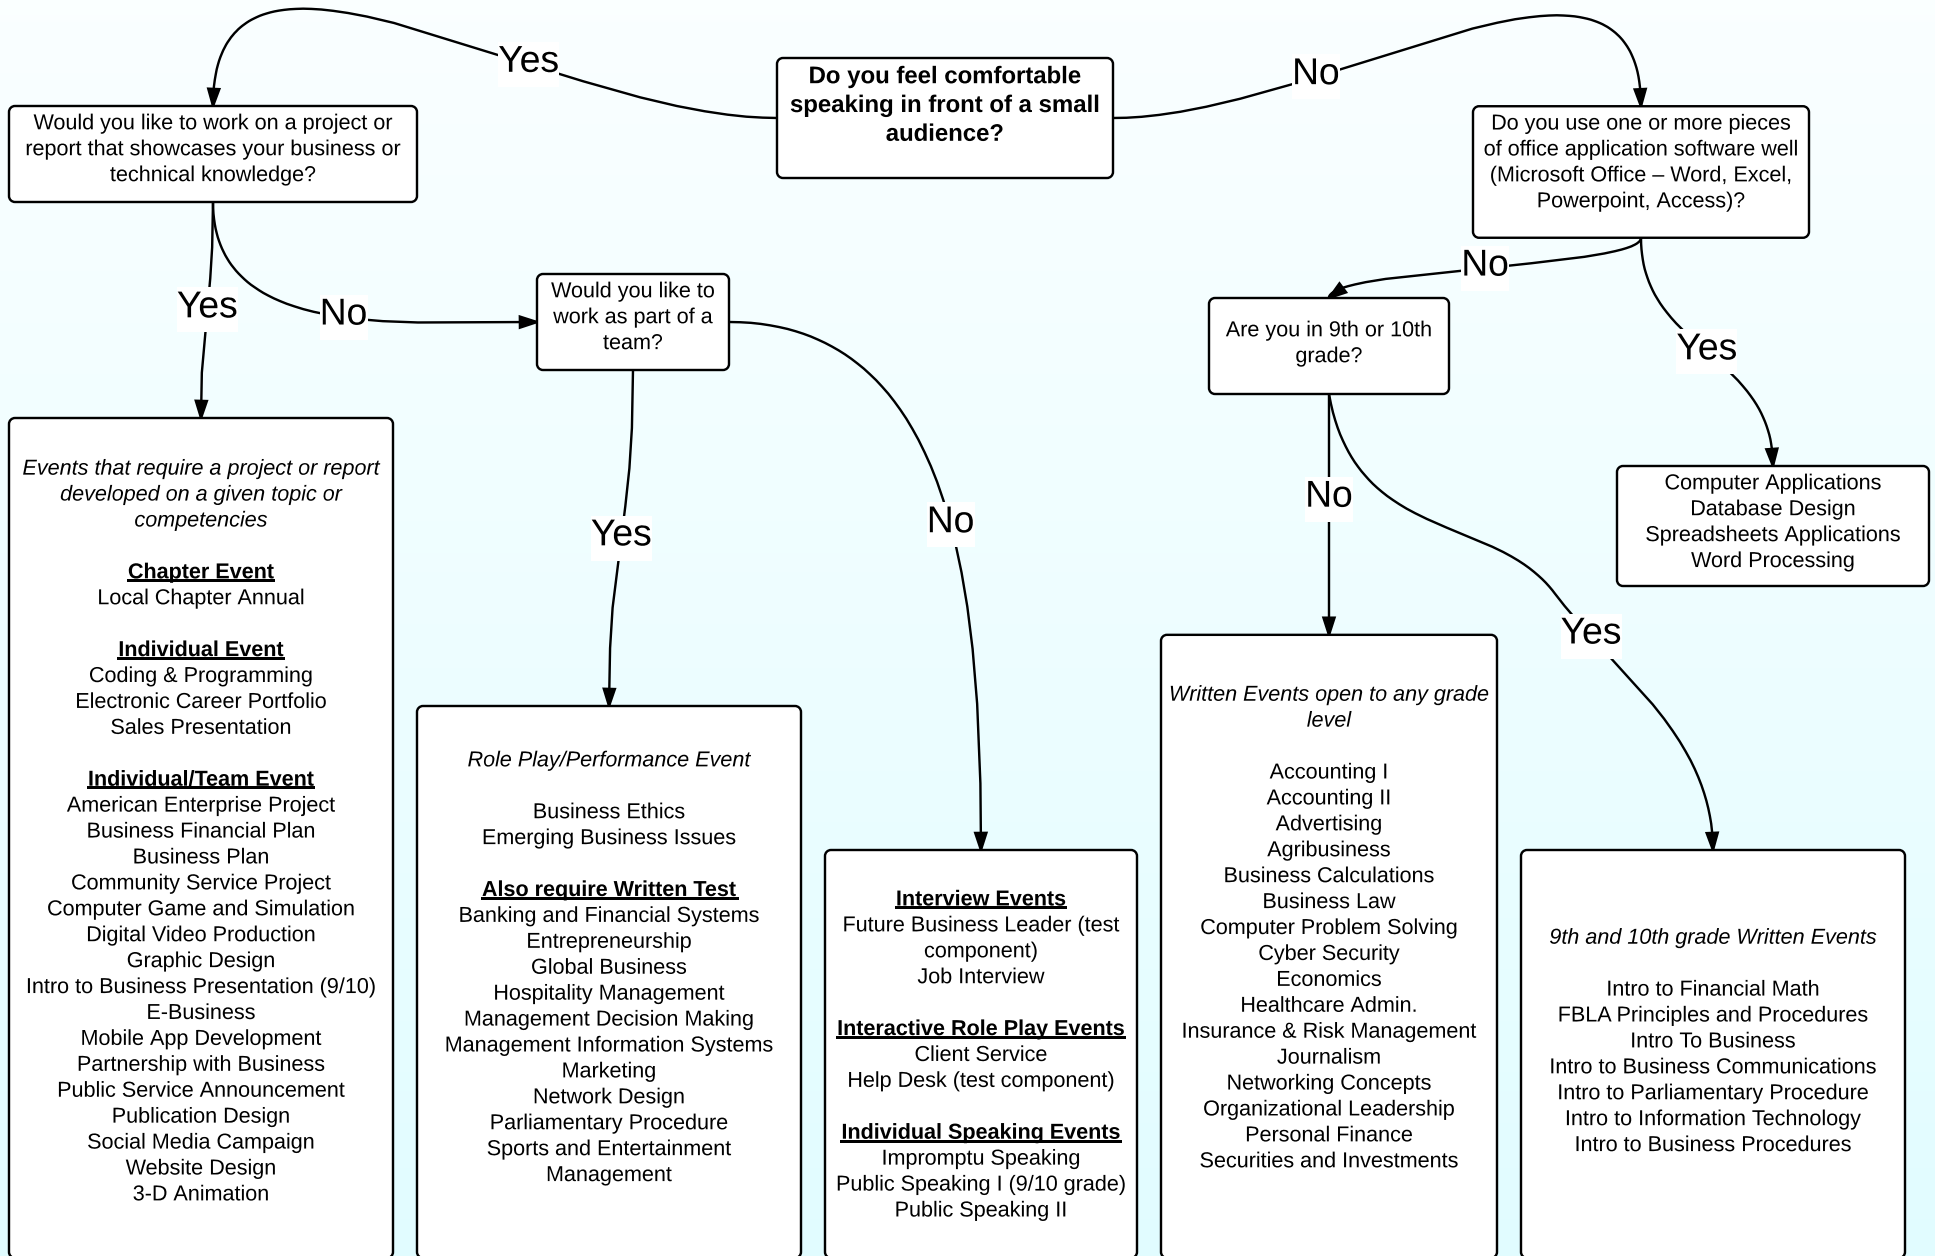 Yes
Do you feel comfortable
speaking in front of a small
audience?
No
Would you like to work on a project or
report that showcases your business or
technical knowledge?
Do you use one or more pieces
of office application software well
(Microsoft Office – Word, Excel,
Powerpoint, Access)?
Yes
No
Would you like to
work as part of a
team?
No
Are you in 9th or 10th
grade?
Yes
Yes
No
No
Yes
Computer Applications
Database Design
Spreadsheets Applications
Word Processing
Events that require a project or report
developed on a given topic or
competencies
Chapter Event
Local Chapter Annual
Individual Event
Coding & Programming
Electronic Career Portfolio
Sales Presentation
Individual/Team Event
American Enterprise Project
Business Financial Plan
Business Plan
Community Service Project
Computer Game and Simulation
Digital Video Production
Graphic Design
Intro to Business Presentation (9/10)
E-Business
Mobile App Development
Partnership with Business
Public Service Announcement
Publication Design
Social Media Campaign
Website Design
3-D Animation
Role Play/Performance Event
Business Ethics
Emerging Business Issues
Also require Written Test
Banking and Financial Systems
Entrepreneurship
Global Business
Hospitality Management
Management Decision Making
Management Information Systems
Marketing
Network Design
Parliamentary Procedure
Sports and Entertainment
Management
Interview Events
Future Business Leader (test
component)
Job Interview
Interactive Role Play Events
Client Service
Help Desk (test component)
Individual Speaking Events
Impromptu Speaking
Public Speaking I (9/10 grade)
Public Speaking II
Written Events open to any grade
level
Accounting I
Accounting II
Advertising
Agribusiness
Business Calculations
Business Law
Computer Problem Solving
Cyber Security
Economics
Healthcare Admin.
Insurance & Risk Management
Journalism
Networking Concepts
Organizational Leadership
Personal Finance
Securities and Investments
9th and 10th grade Written Events
Intro to Financial Math
FBLA Principles and Procedures
Intro To Business
Intro to Business Communications
Intro to Parliamentary Procedure
Intro to Information Technology
Intro to Business Procedures